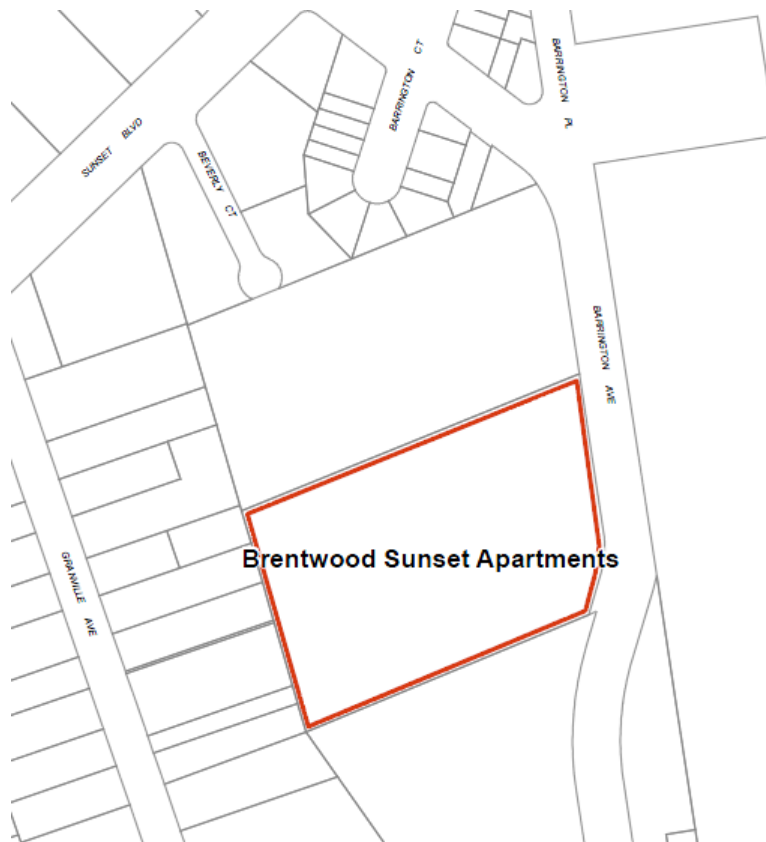 BARRINGTON CT
BARRINGTON PL
SUNSET BLVD
BEVERLY CT
BARRINGTON AVE
Brentwood Sunset Apartments
GRANVILLE AVE